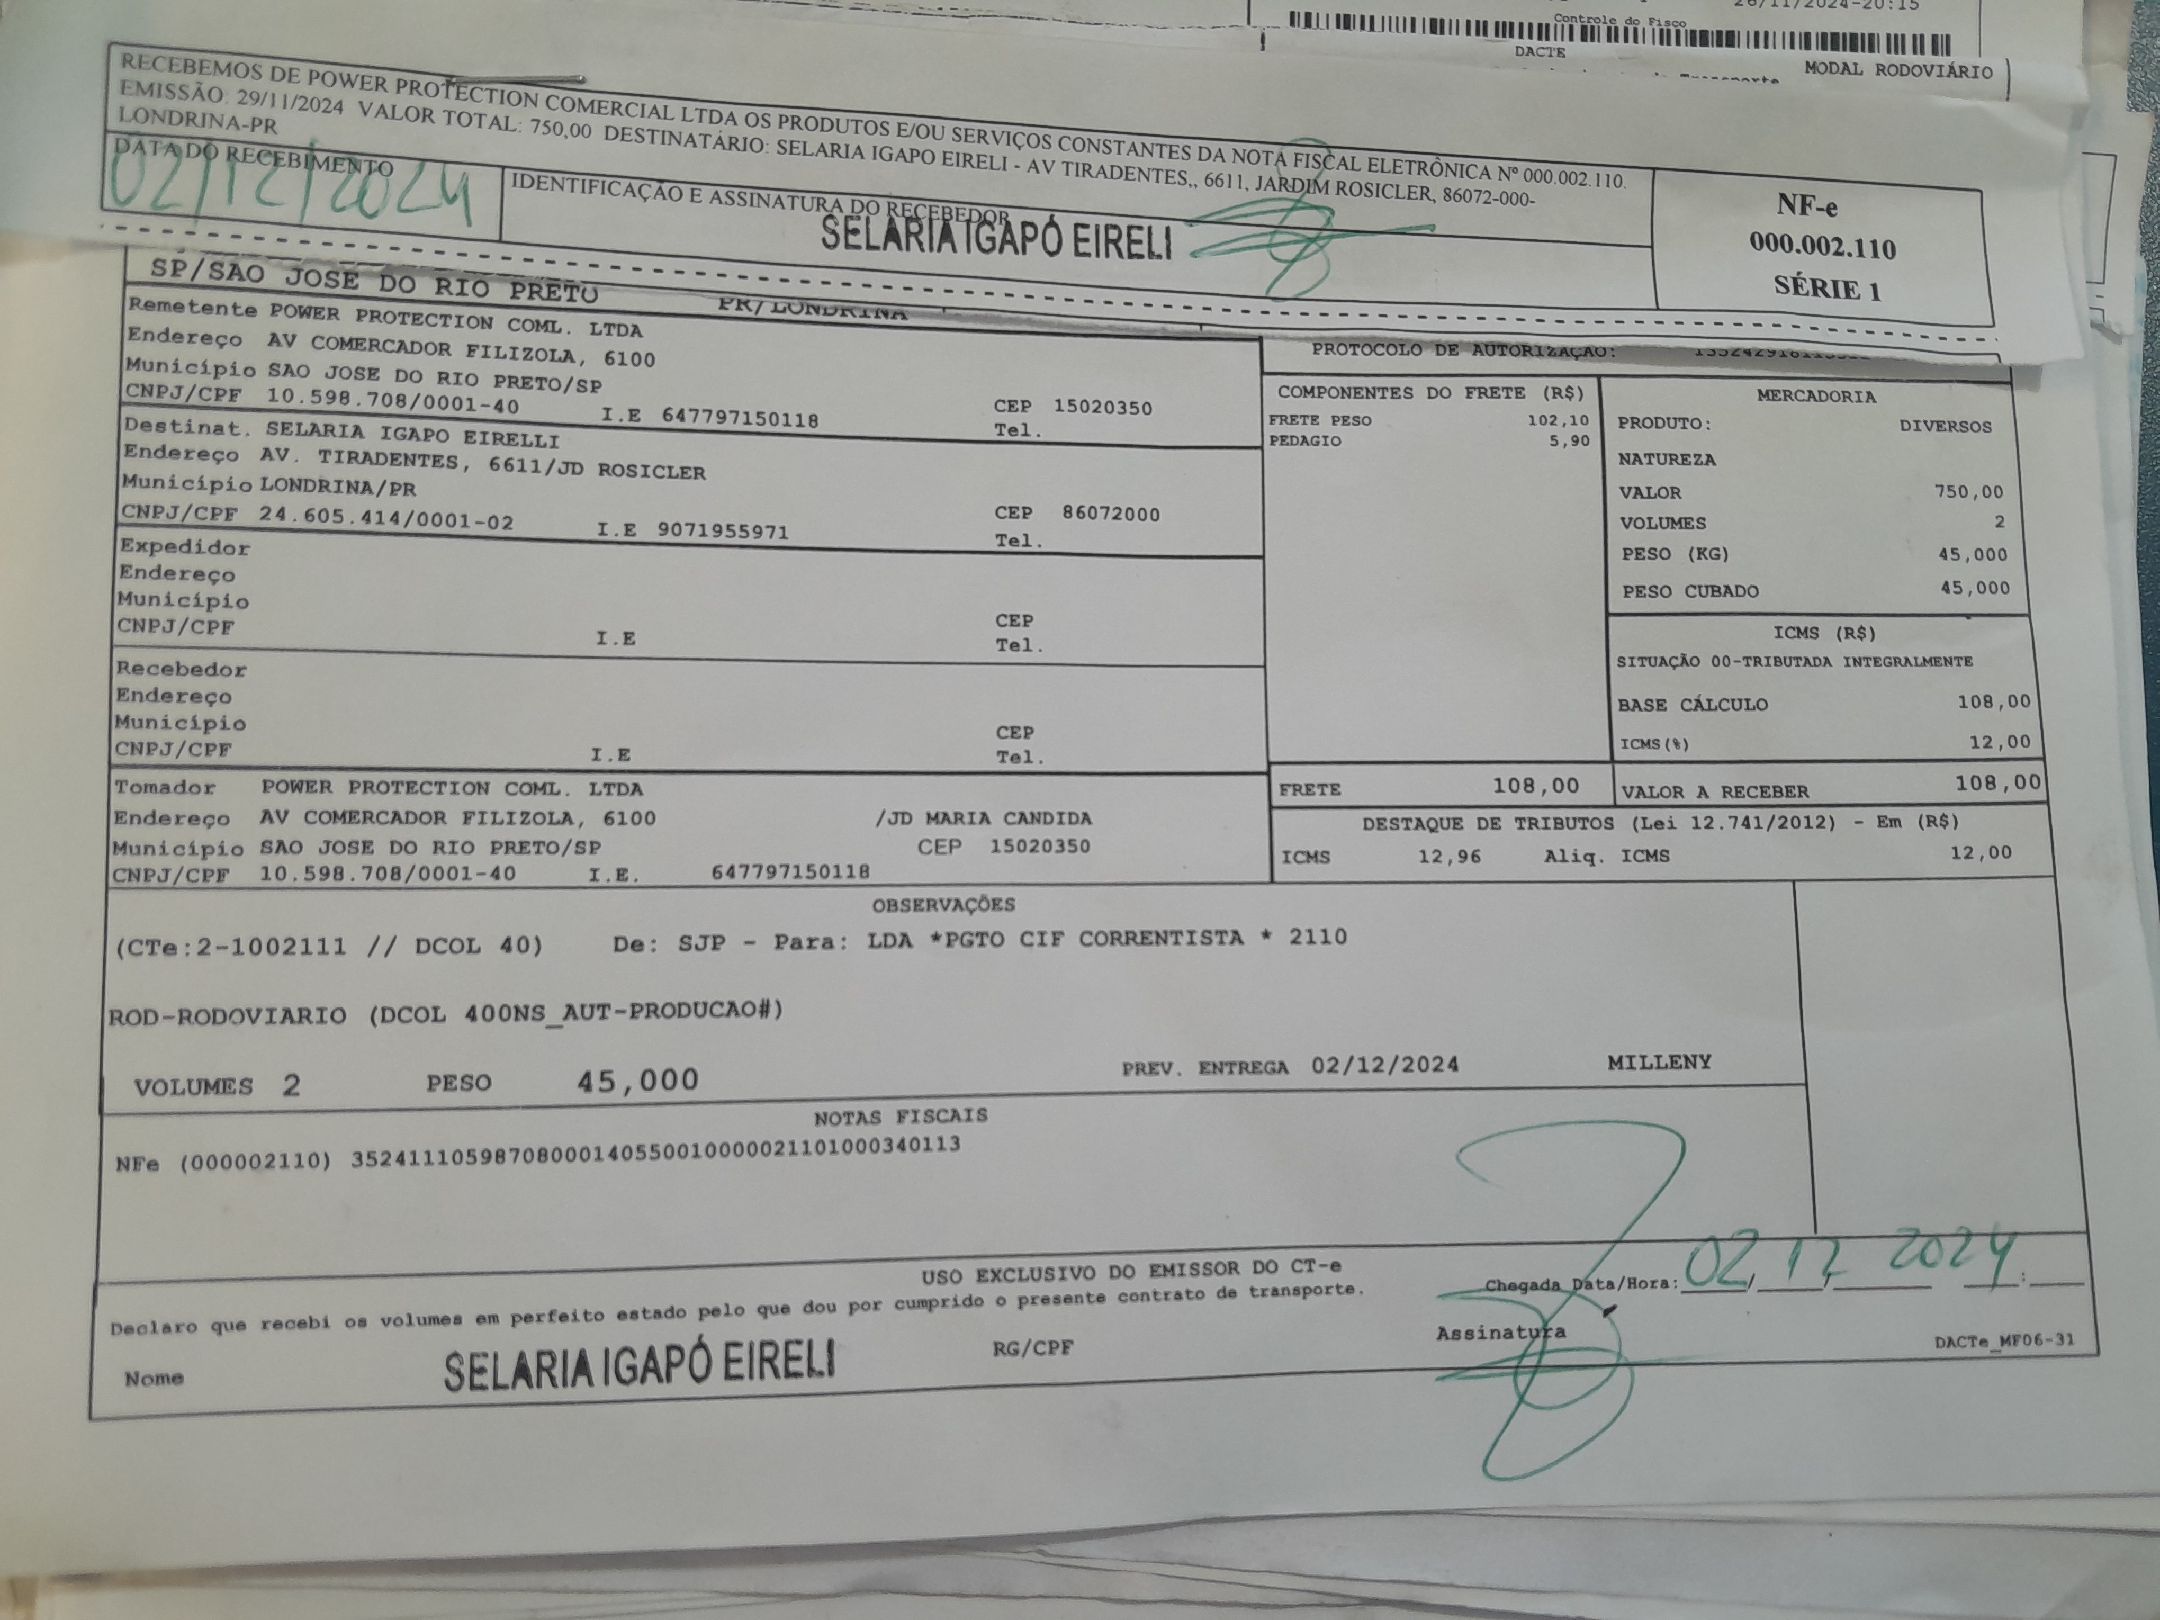 26/11/2024-20:15
Controle do Fisco
DACTE
MODAL RODOVIÁRIO
RECEBEMOS DE POWER PROTECTION COMERCIAL LTDA OS PRODUTOS E/OU SERVIÇOS CONSTANTES DA NOTA FISCAL ELETRÔNICA Nº 000.002.110.
EMISSÃO: 29/11/2024 VALOR TOTAL: 750,00 DESTINATÁRIO: SELARIA IGAPO EIRELI - AV TIRADENTES,, 6611, JARDIM ROSICLER, 86072-000-
LONDRINA-PR
DATA DO RECEBIMENTO
02/12/2024
IDENTIFICAÇÃO E ASSINATURA DO RECEBEDOR
SELARIA IGAPÓ EIRELI
NF-e
000.002.110
SÉRIE 1
SP/SAO JOSE DO RIO PRETO PR/LONDRINA
Remetente POWER PROTECTION COML. LTDA
Endereço AV COMERCADOR FILIZOLA, 6100
Município SAO JOSE DO RIO PRETO/SP CEP 15020350
CNPJ/CPF 10.598.708/0001-40 I.E 647797150118 Tel.
Destinat. SELARIA IGAPO EIRELLI
Endereço AV. TIRADENTES, 6611/JD ROSICLER
Município LONDRINA/PR CEP 86072000
CNPJ/CPF 24.605.414/0001-02 I.E 9071955971 Tel.
Expedidor
Endereço
Município CEP
CNPJ/CPF I.E Tel.
Recebedor
Endereço
Município CEP
CNPJ/CPF I.E Tel.
Tomador POWER PROTECTION COML. LTDA
Endereço AV COMERCADOR FILIZOLA, 6100 /JD MARIA CANDIDA
Município SAO JOSE DO RIO PRETO/SP CEP 15020350
CNPJ/CPF 10.598.708/0001-40 I.E. 647797150118
PROTOCOLO DE AUTORIZAÇÃO:
COMPONENTES DO FRETE (R$)
FRETE PESO 102,10
PEDAGIO 5,90
MERCADORIA
PRODUTO: DIVERSOS
NATUREZA
VALOR 750,00
VOLUMES 2
PESO (KG) 45,000
PESO CUBADO 45,000
ICMS (R$)
SITUAÇÃO 00-TRIBUTADA INTEGRALMENTE
BASE CÁLCULO 108,00
ICMS(%) 12,00
FRETE 108,00 VALOR A RECEBER 108,00
DESTAQUE DE TRIBUTOS (Lei 12.741/2012) - Em (R$)
ICMS 12,96 Aliq. ICMS 12,00
OBSERVAÇÕES
(CTe:2-1002111 // DCOL 40) De: SJP - Para: LDA *PGTO CIF CORRENTISTA * 2110
ROD-RODOVIARIO (DCOL 400NS_AUT-PRODUCAO#)
VOLUMES 2 PESO 45,000 PREV. ENTREGA 02/12/2024 MILLENY
NOTAS FISCAIS
NFe (000002110) 35241110598708000140550010000021101000340113
USO EXCLUSIVO DO EMISSOR DO CT-e
Declaro que recebi os volumes em perfeito estado pelo que dou por cumprido o presente contrato de transporte.
Chegada Data/Hora: 02/12/2024 :
Nome SELARIA IGAPÓ EIRELI RG/CPF Assinatura
DACTe_MF06-31